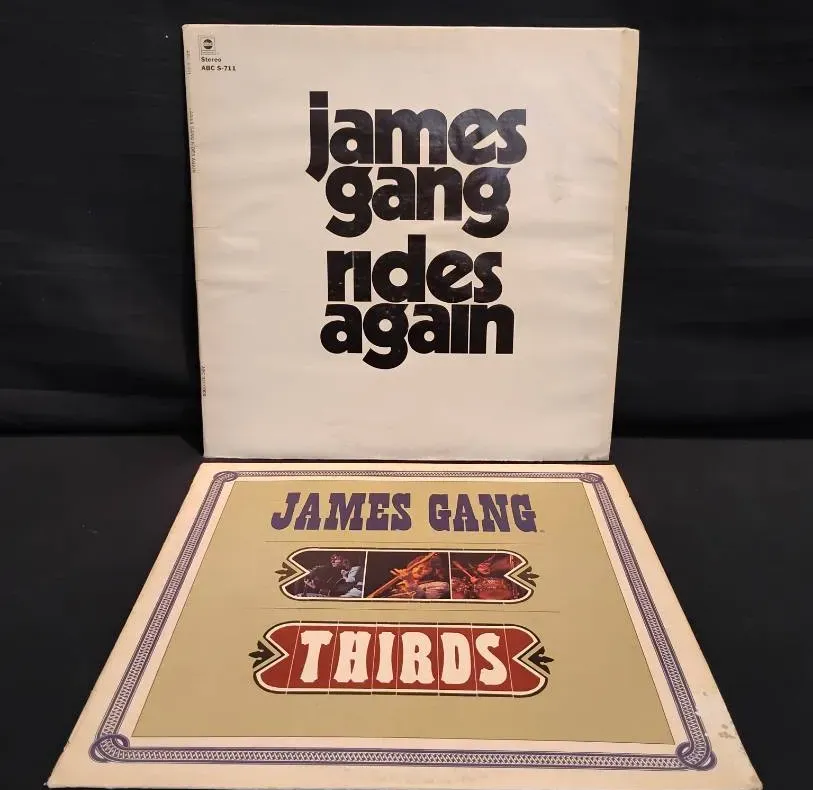 Stereo
ABC S-711
james
gang
rides
again
JAMES GANG
THIRDS